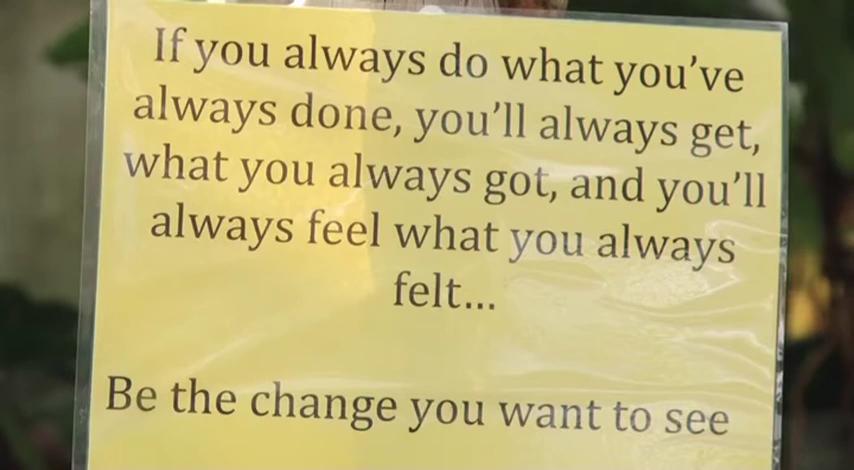 If you always do what you've
always done, you'll always get,
what you always got, and you'll
always feel what you always
felt...
Be the change you want to see